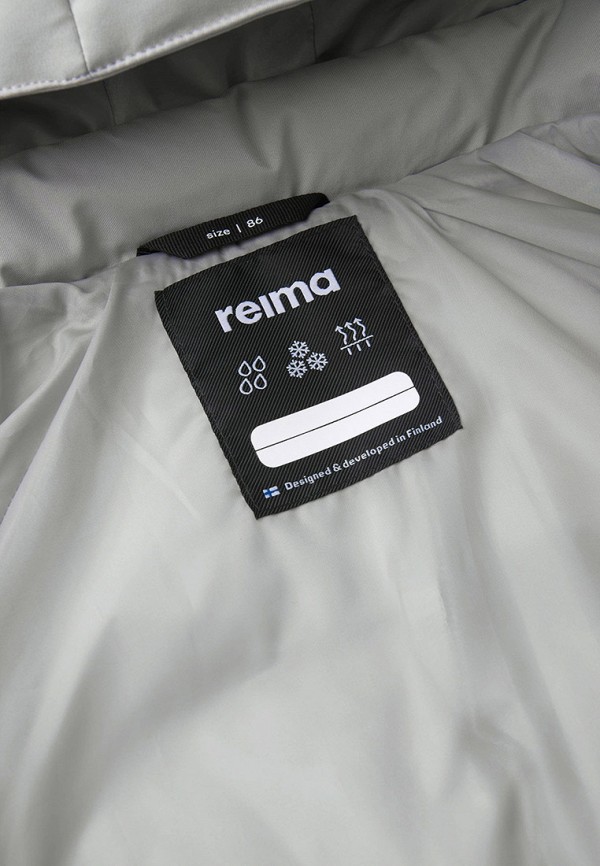 size | 86
reima
Designed & developed in Finland